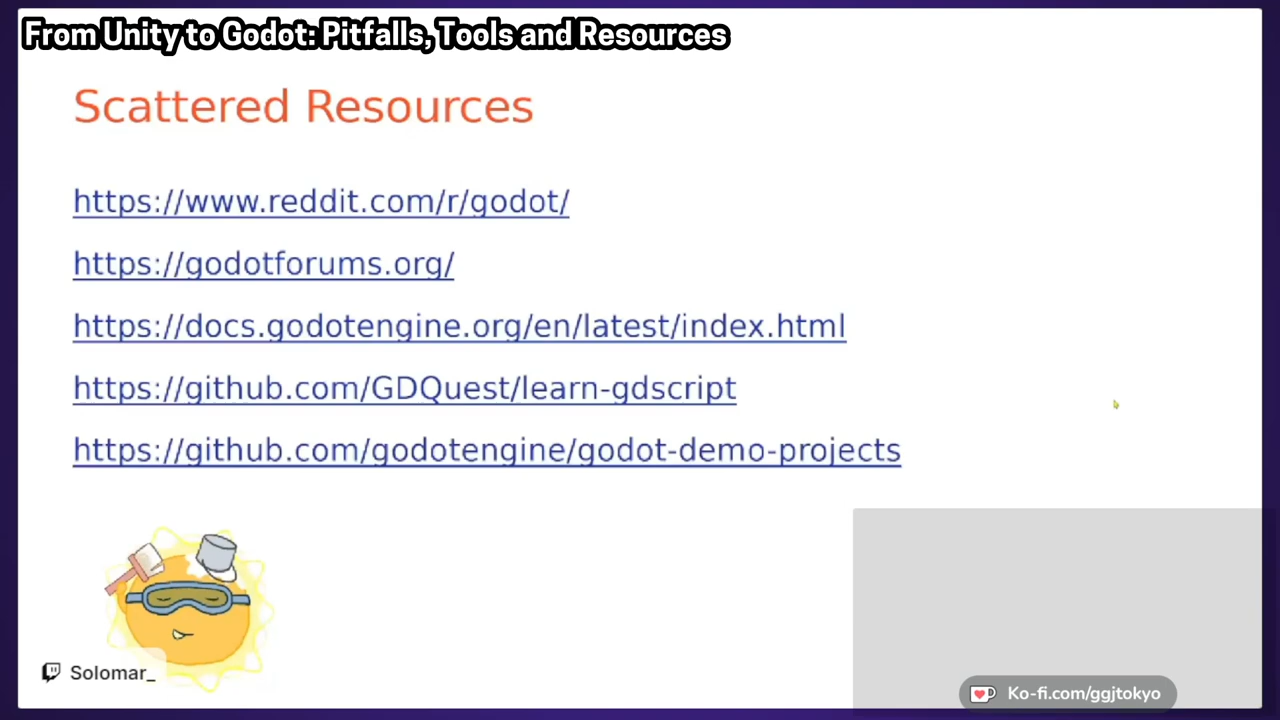 From Unity to Godot: Pitfalls, Tools and Resources
Scattered Resources
https://www.reddit.com/r/godot/
https://godotforums.org/
https://docs.godotengine.org/en/latest/index.html
https://github.com/GDQuest/learn-gdscript
https://github.com/godotengine/godot-demo-projects
Solomar_
Ko-fi.com/ggjtokyo